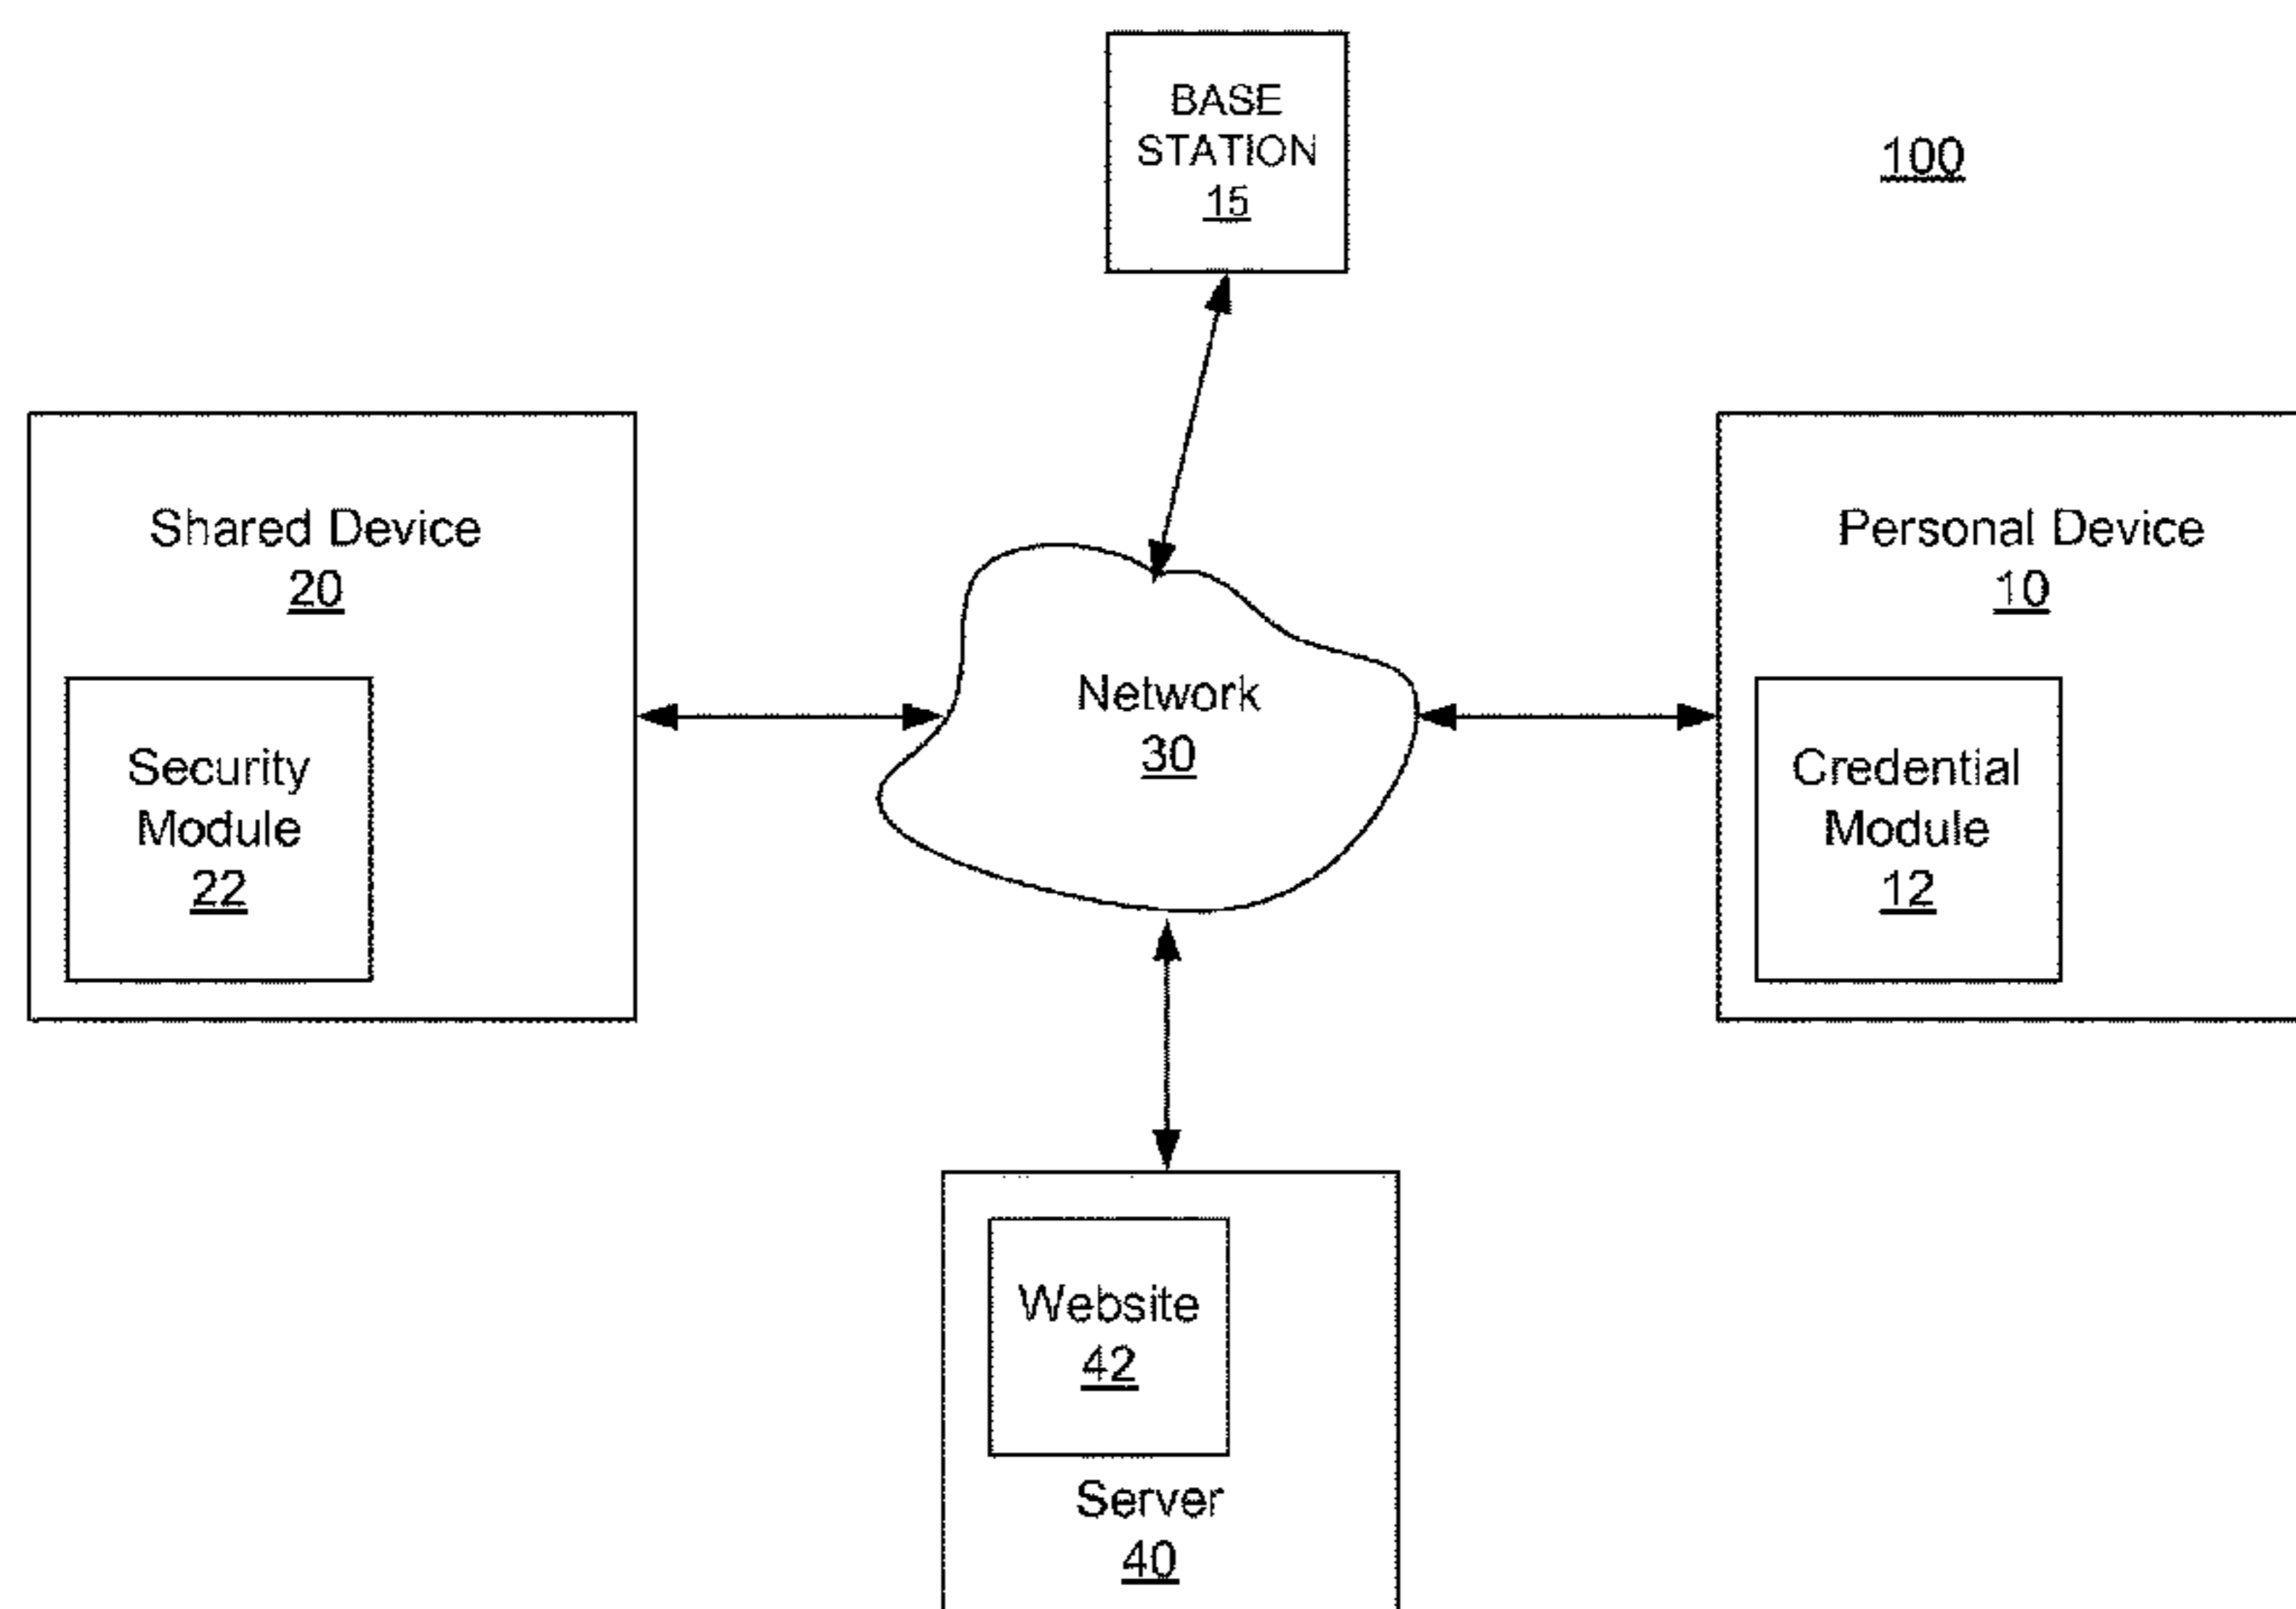 BASE
STATION
15
100
Shared Device
20
Security
Module
22
Network
30
Personal Device
10
Credential
Module
12
Website
42
Server
40